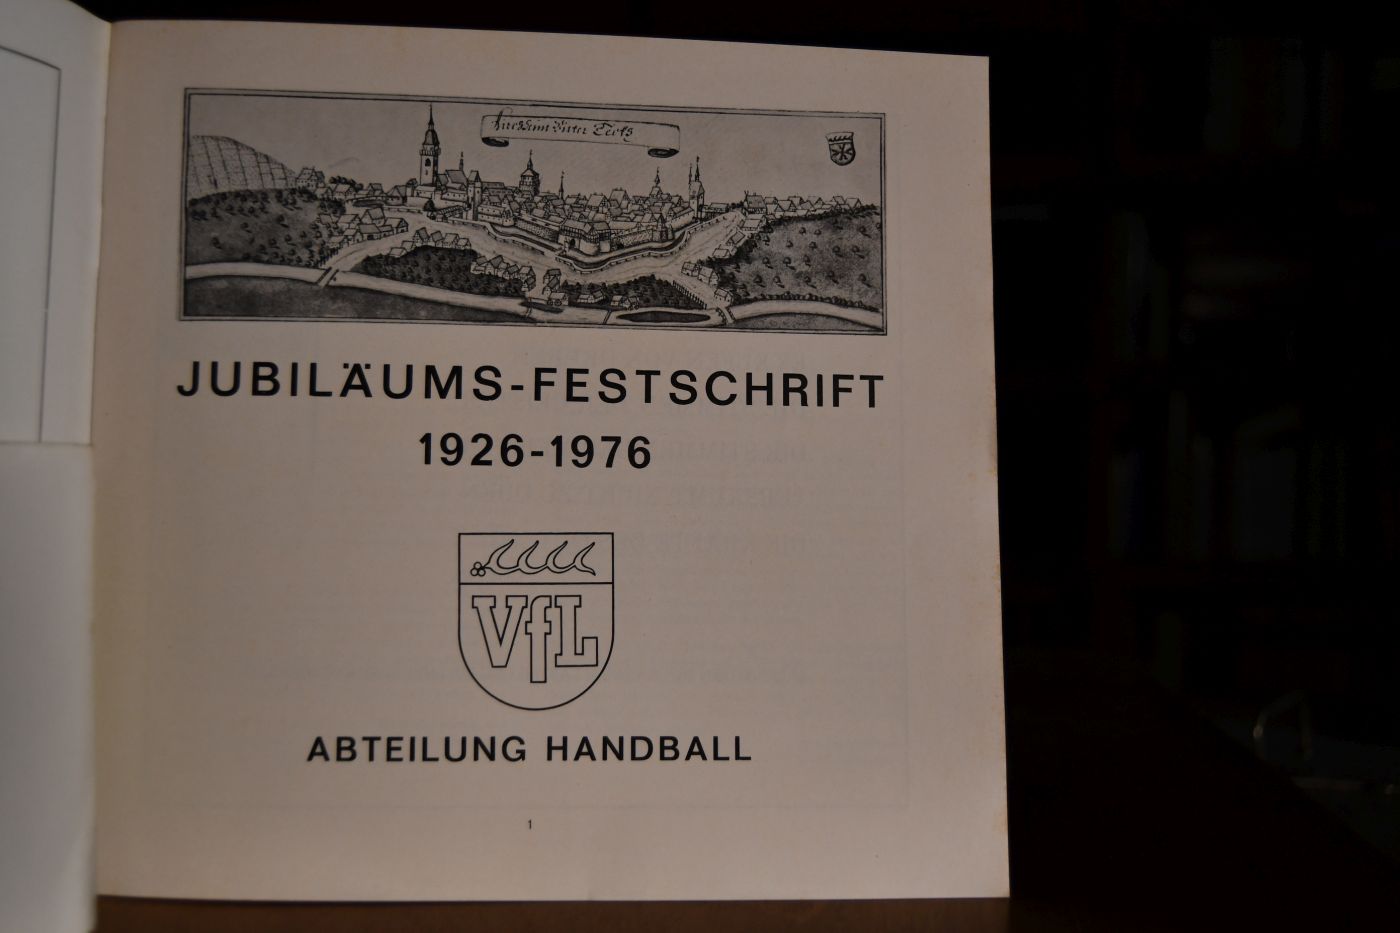 JUBILÄUMS-FESTSCHRIFT
1926-1976
VfL
ABTEILUNG HANDBALL
1